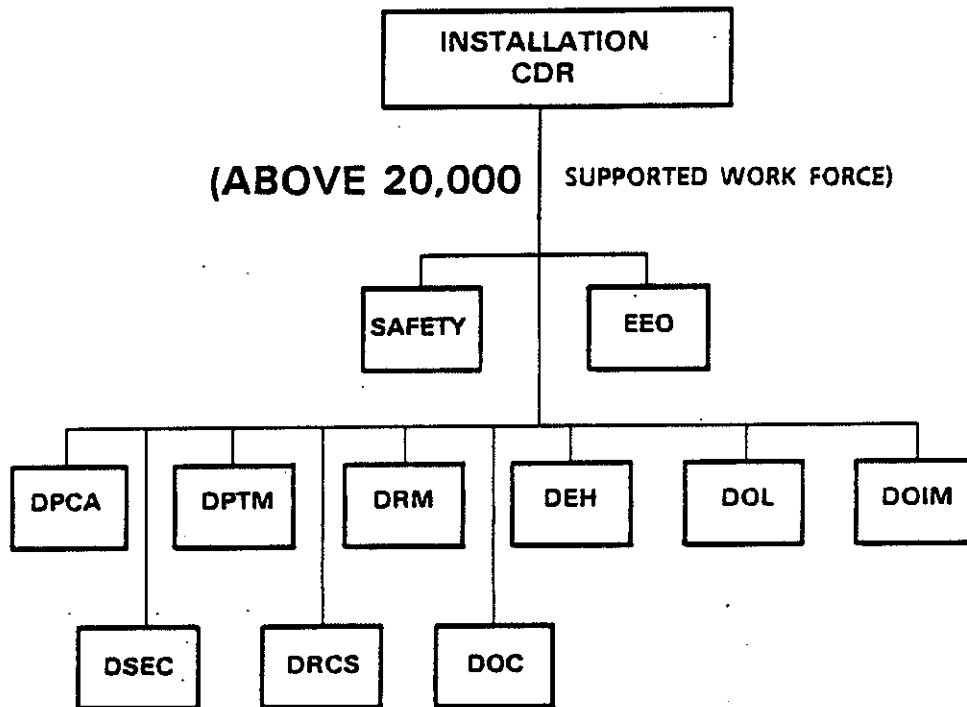 INSTALLATION
CDR
(ABOVE 20,000 SUPPORTED WORK FORCE)
SAFETY
EEO
DPCA
DPTM
DRM
DEH
DOL
DOIM
DSEC
DRCS
DOC